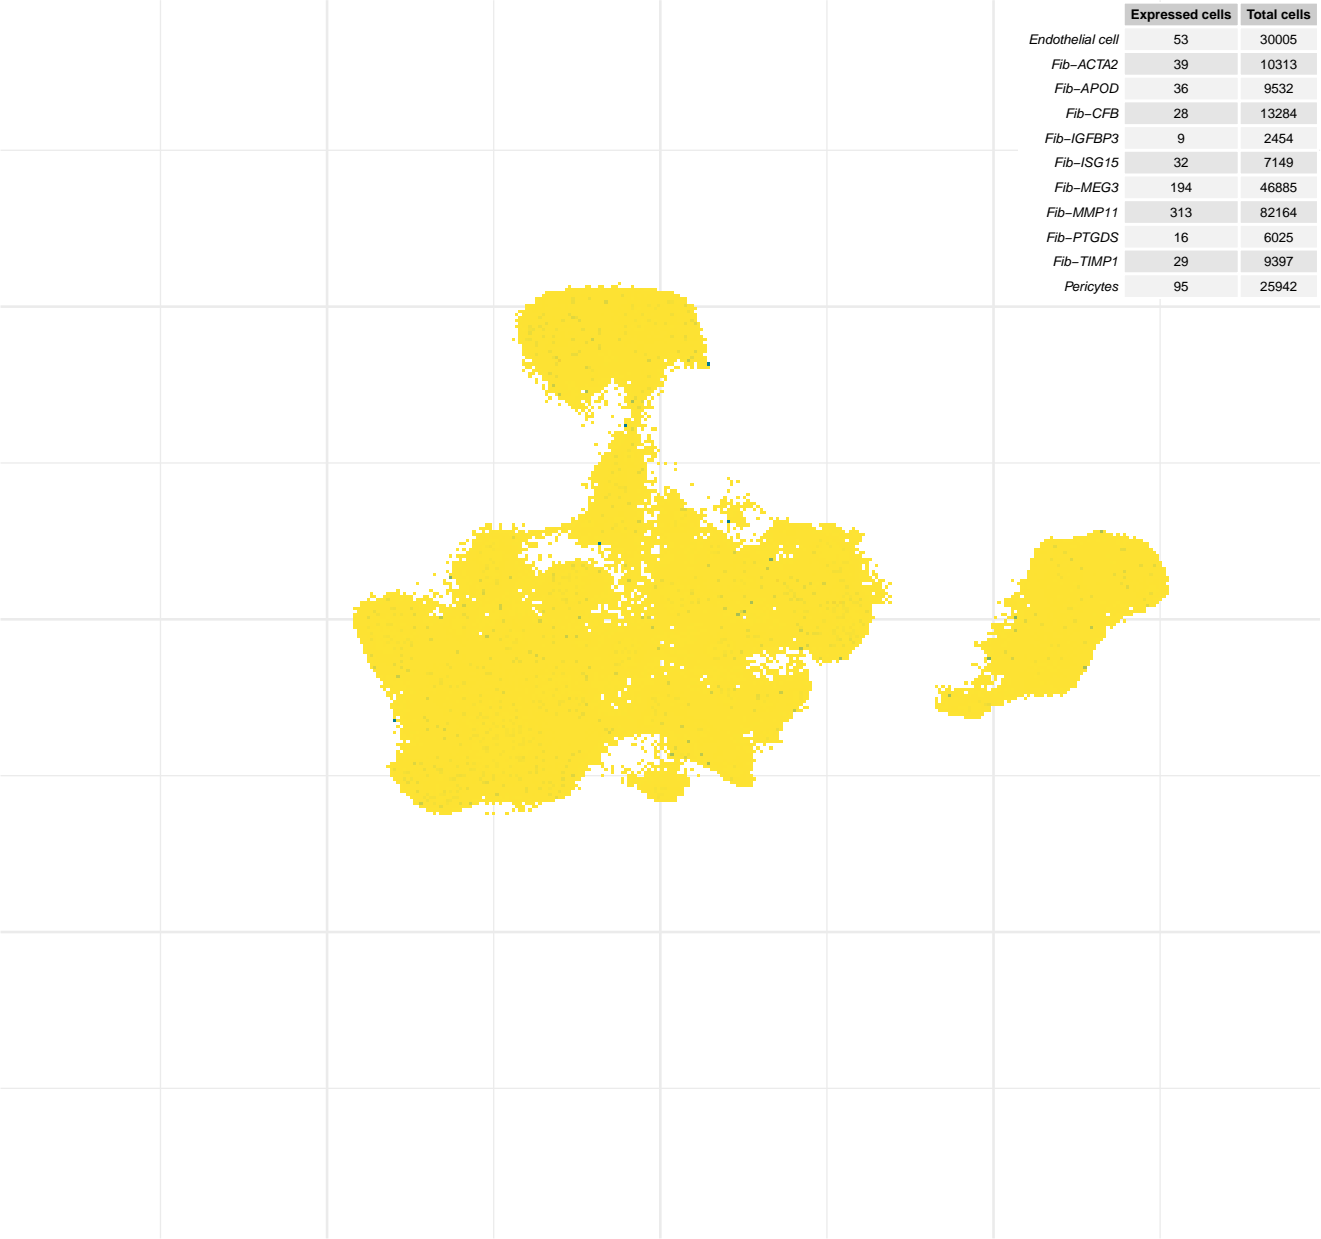 Expressed cells Total cells
Endothelial cell 53 30005
Fib−ACTA2 39 10313
Fib−APOD 36 9532
Fib−CFB 28 13284
Fib−IGFBP3 9 2454
Fib−ISG15 32 7149
Fib−MEG3 194 46885
Fib−MMP11 313 82164
Fib−PTGDS 16 6025
Fib−TIMP1 29 9397
Pericytes 95 25942